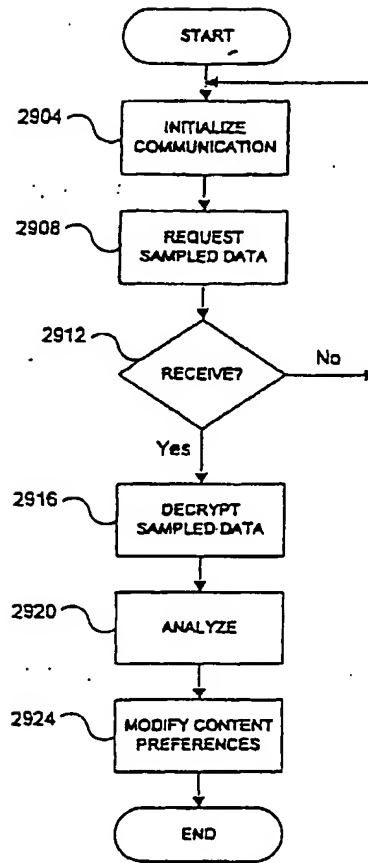 START
2904
INITIALIZE
COMMUNICATION
2908
REQUEST
SAMPLED DATA
2912
RECEIVE?
No
Yes
2916
DECRYPT
SAMPLED DATA
2920
ANALYZE
2924
MODIFY CONTENT
PREFERENCES
END